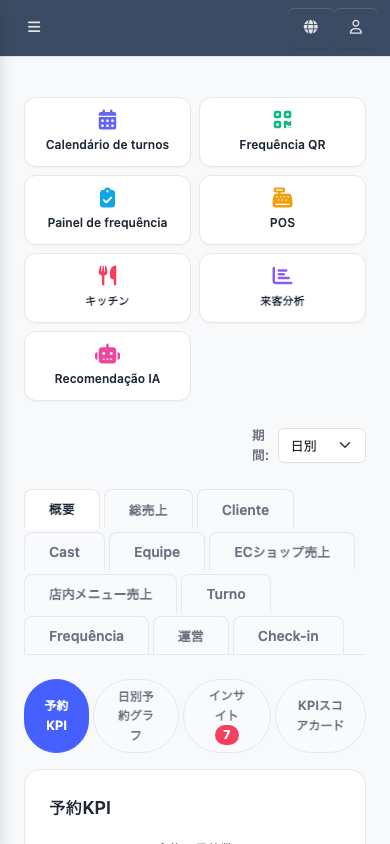 Calendário de turnos
Frequência QR
Painel de frequência
POS
キッチン
来客分析
Recomendação IA
期
間:
日別
概要
総売上
Cliente
Cast
Equipe
ECショップ売上
店内メニュー売上
Turno
Frequência
運営
Check-in
予約
KPI
日別予
約グラ
フ
インサ
イト
7
KPIスコ
アカード
予約KPI